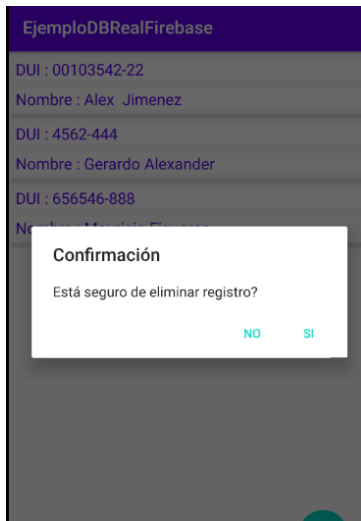 EjemploDBRealFirebase
DUI : 00103542-22
Nombre : Alex  Jimenez
DUI : 4562-444
Nombre : Gerardo Alexander
DUI : 656546-888
Confirmación
Está seguro de eliminar registro?
NO SI